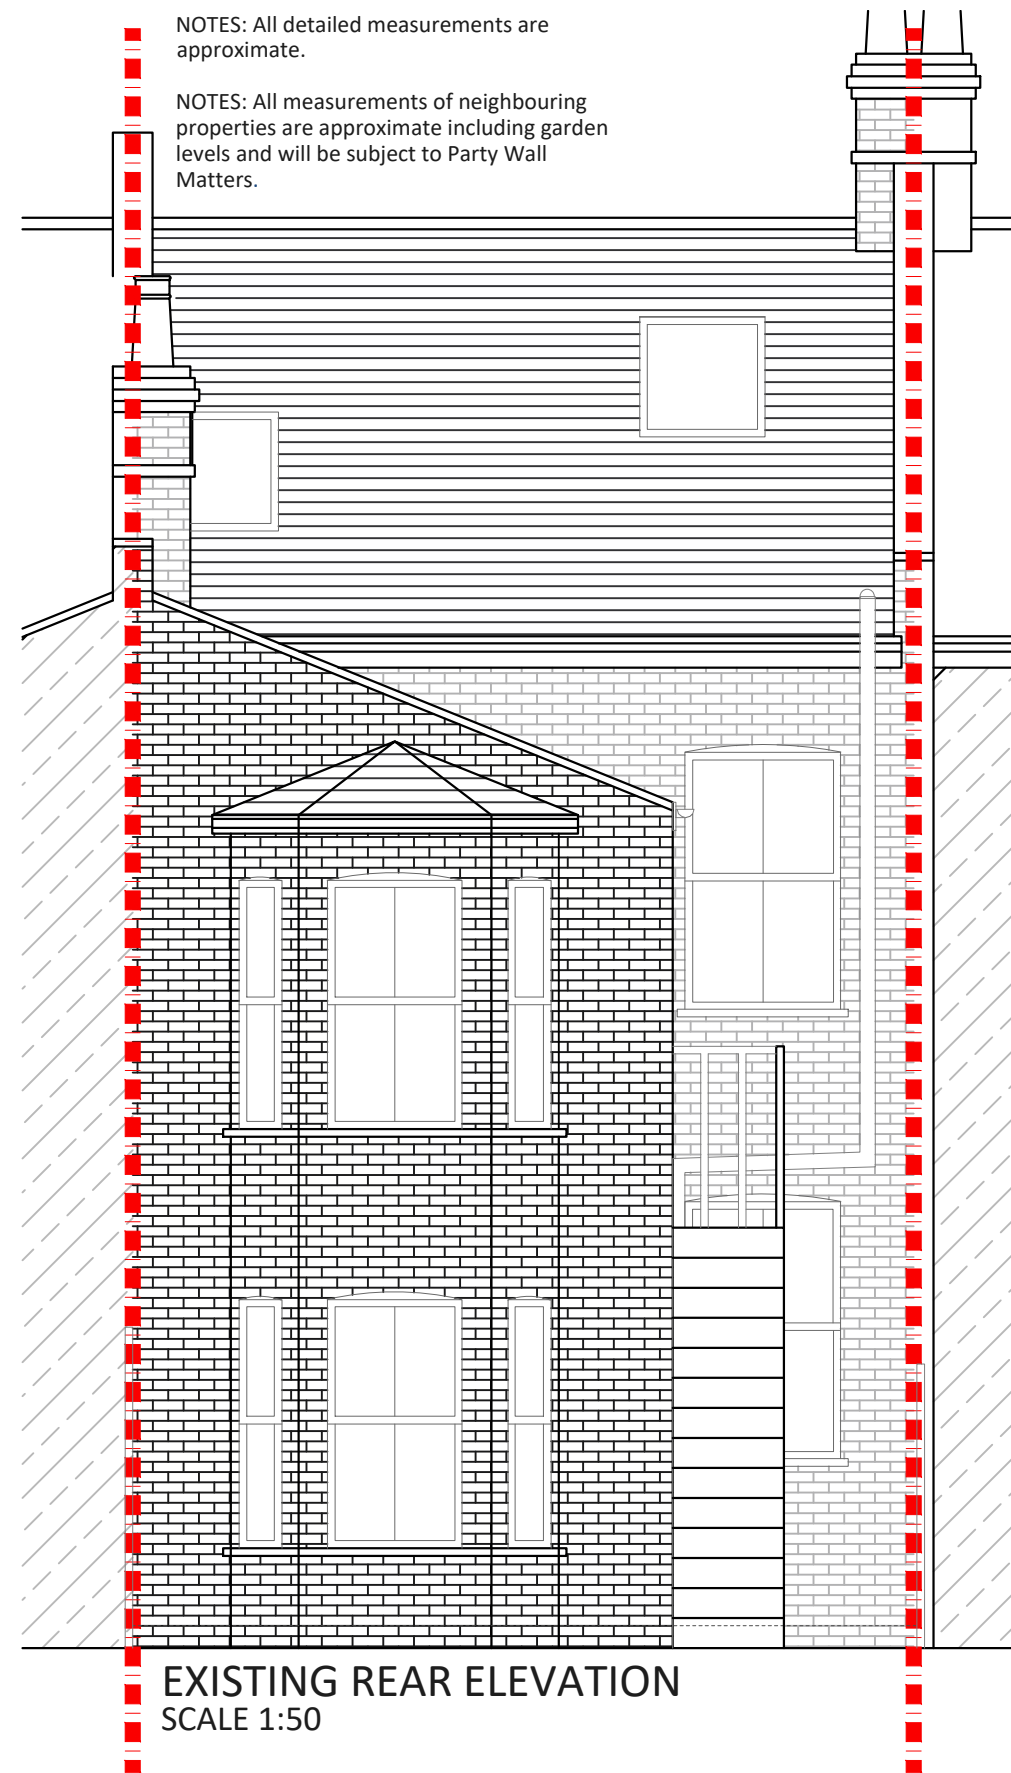 NOTES: All detailed measurements are
approximate.
NOTES: All measurements of neighbouring
properties are approximate including garden
levels and will be subject to Party Wall
Matters.
EXISTING REAR ELEVATION
SCALE 1:50